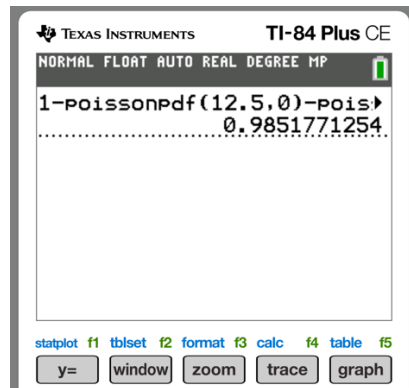 TEXAS INSTRUMENTS TI-84 Plus CE
NORMAL FLOAT AUTO REAL DEGREE MP
1-poissonpdf(12.5,0)-pois
0.9851771254
statplot f1 tblset f2 format f3 calc f4 table f5
y= window zoom trace graph